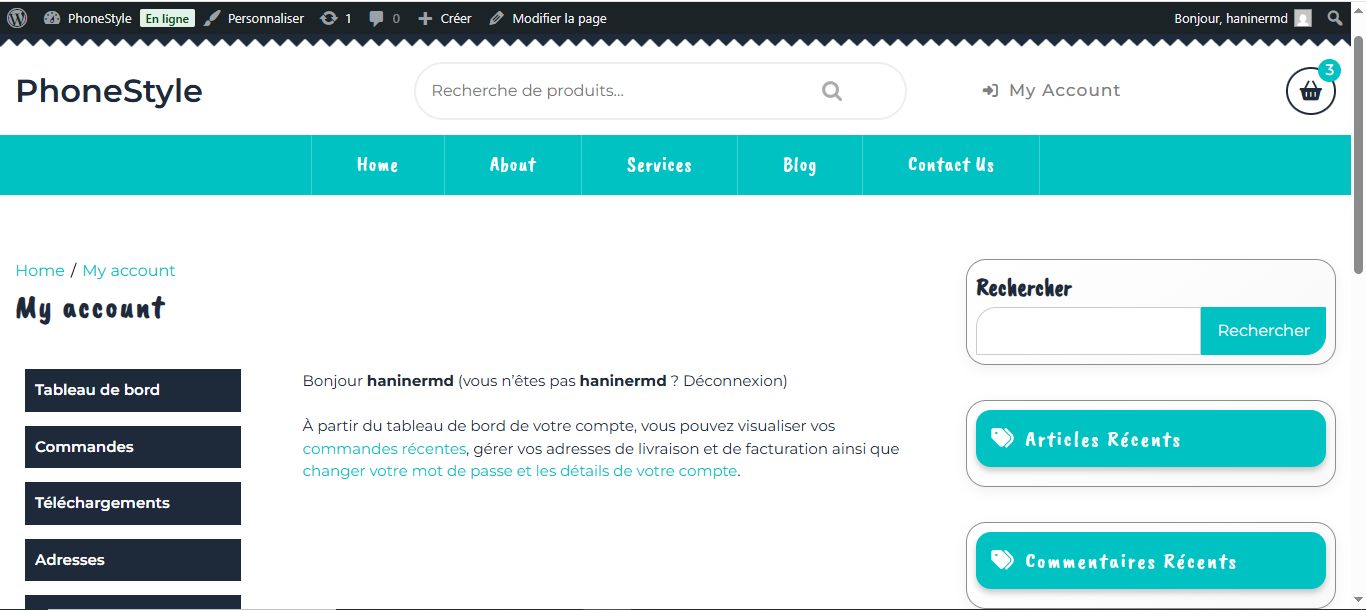 PhoneStyle En ligne Personnaliser 1 0 Créer Modifier la page Bonjour, haninermd
PhoneStyle
Recherche de produits…
My Account
3
Home About Services Blog Contact Us
Home / My account
My account
Tableau de bord
Commandes
Téléchargements
Adresses
Bonjour haninermd (vous n’êtes pas haninermd ? Déconnexion)
À partir du tableau de bord de votre compte, vous pouvez visualiser vos
commandes récentes, gérer vos adresses de livraison et de facturation ainsi que
changer votre mot de passe et les détails de votre compte.
Rechercher
Rechercher
Articles Récents
Commentaires Récents